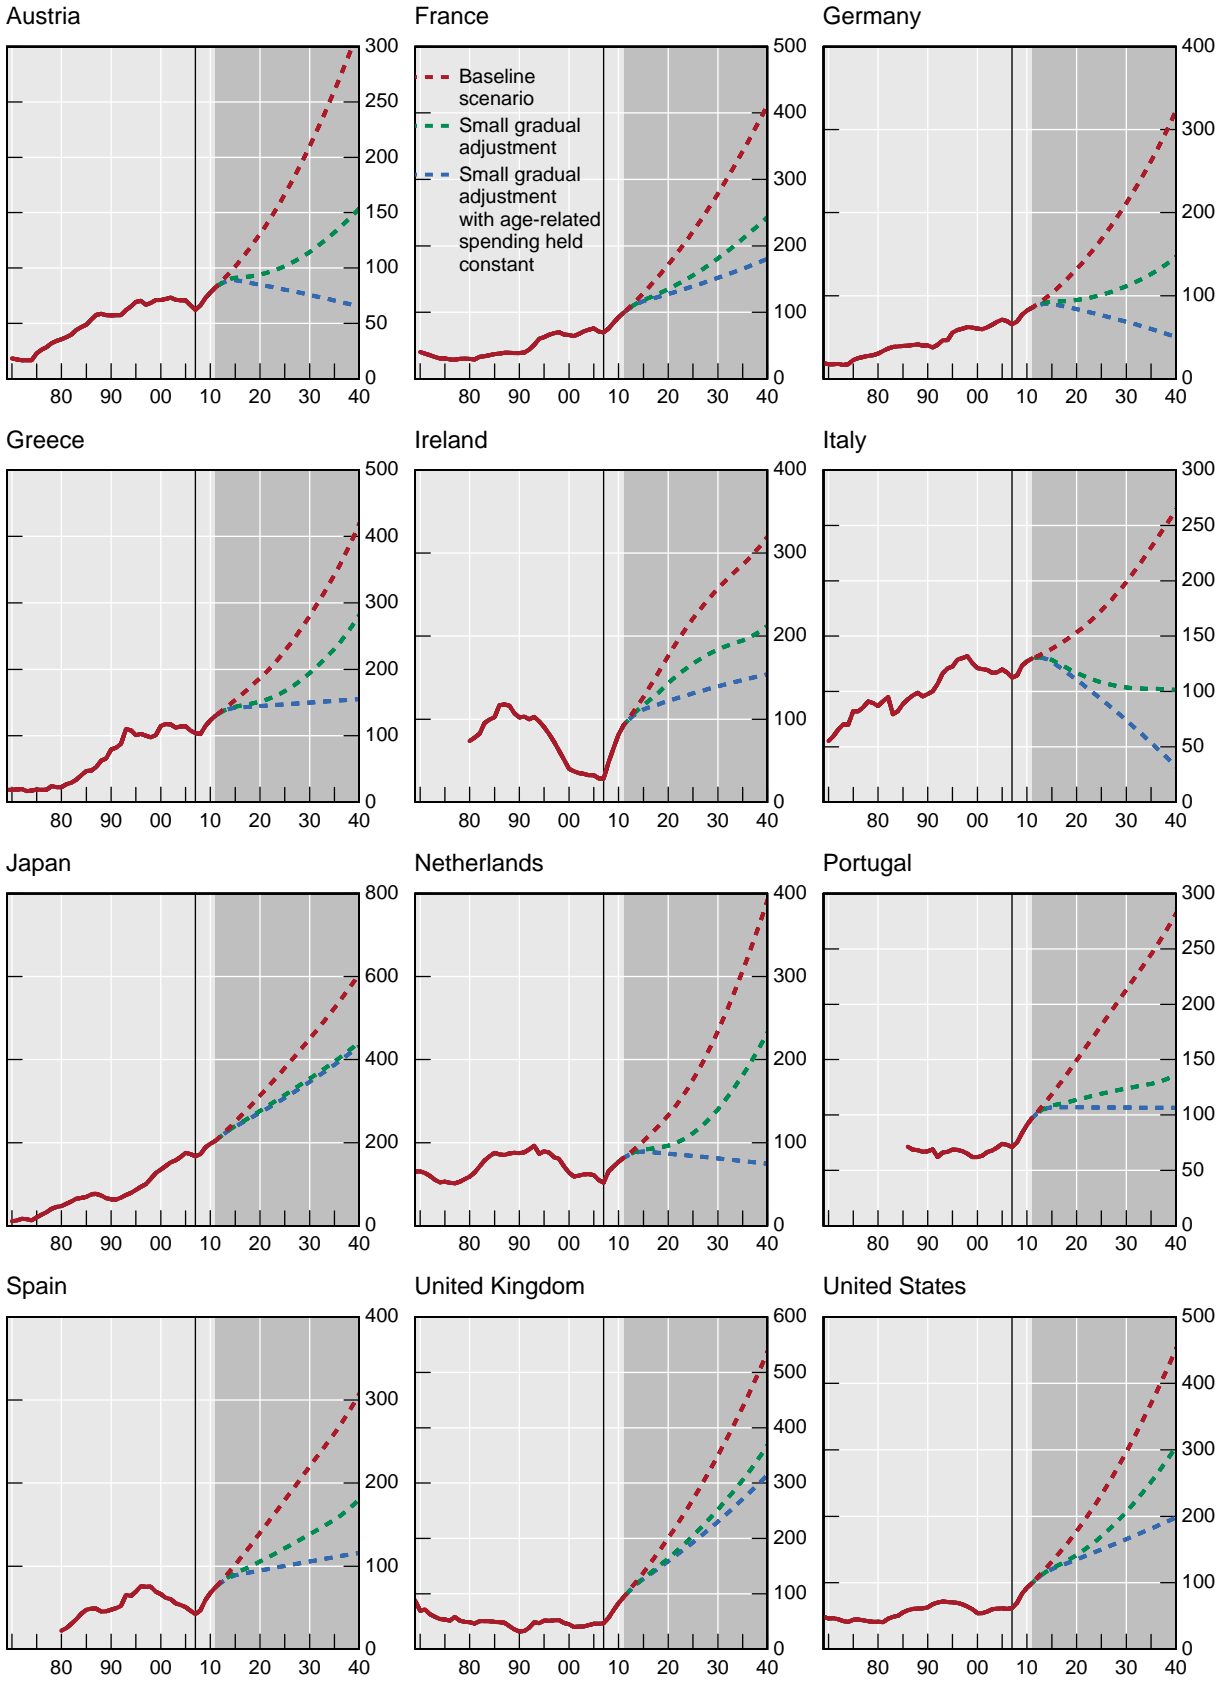 Austria
300
250
200
150
100
50
0
80 90 00 10 20 30 40
France
Baseline
scenario
Small gradual
adjustment
Small gradual
adjustment
with age-related
spending held
constant
500
400
300
200
100
0
80 90 00 10 20 30 40
Germany
400
300
200
100
0
80 90 00 10 20 30 40
Greece
500
400
300
200
100
0
80 90 00 10 20 30 40
Ireland
400
300
200
100
0
80 90 00 10 20 30 40
Italy
300
250
200
150
100
50
0
80 90 00 10 20 30 40
Japan
800
600
400
200
0
80 90 00 10 20 30 40
Netherlands
400
300
200
100
0
80 90 00 10 20 30 40
Portugal
300
250
200
150
100
50
0
80 90 00 10 20 30 40
Spain
400
300
200
100
0
80 90 00 10 20 30 40
United Kingdom
600
500
400
300
200
100
0
80 90 00 10 20 30 40
United States
500
400
300
200
100
0
80 90 00 10 20 30 40